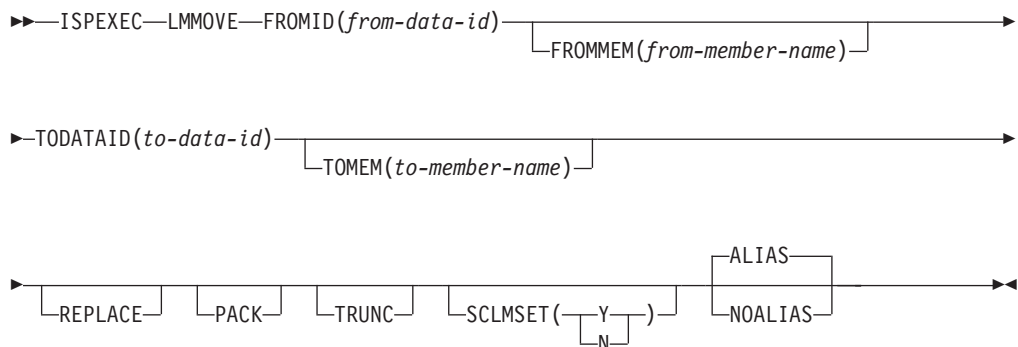 ►►—ISPEXEC—LMMOVE—FROMID(from-data-id)
FROMMEM(from-member-name)
►—TODATAID(to-data-id)
TOMEM(to-member-name)
ALIAS
REPLACE PACK TRUNC SCLMSET( Y ) NOALIAS
N